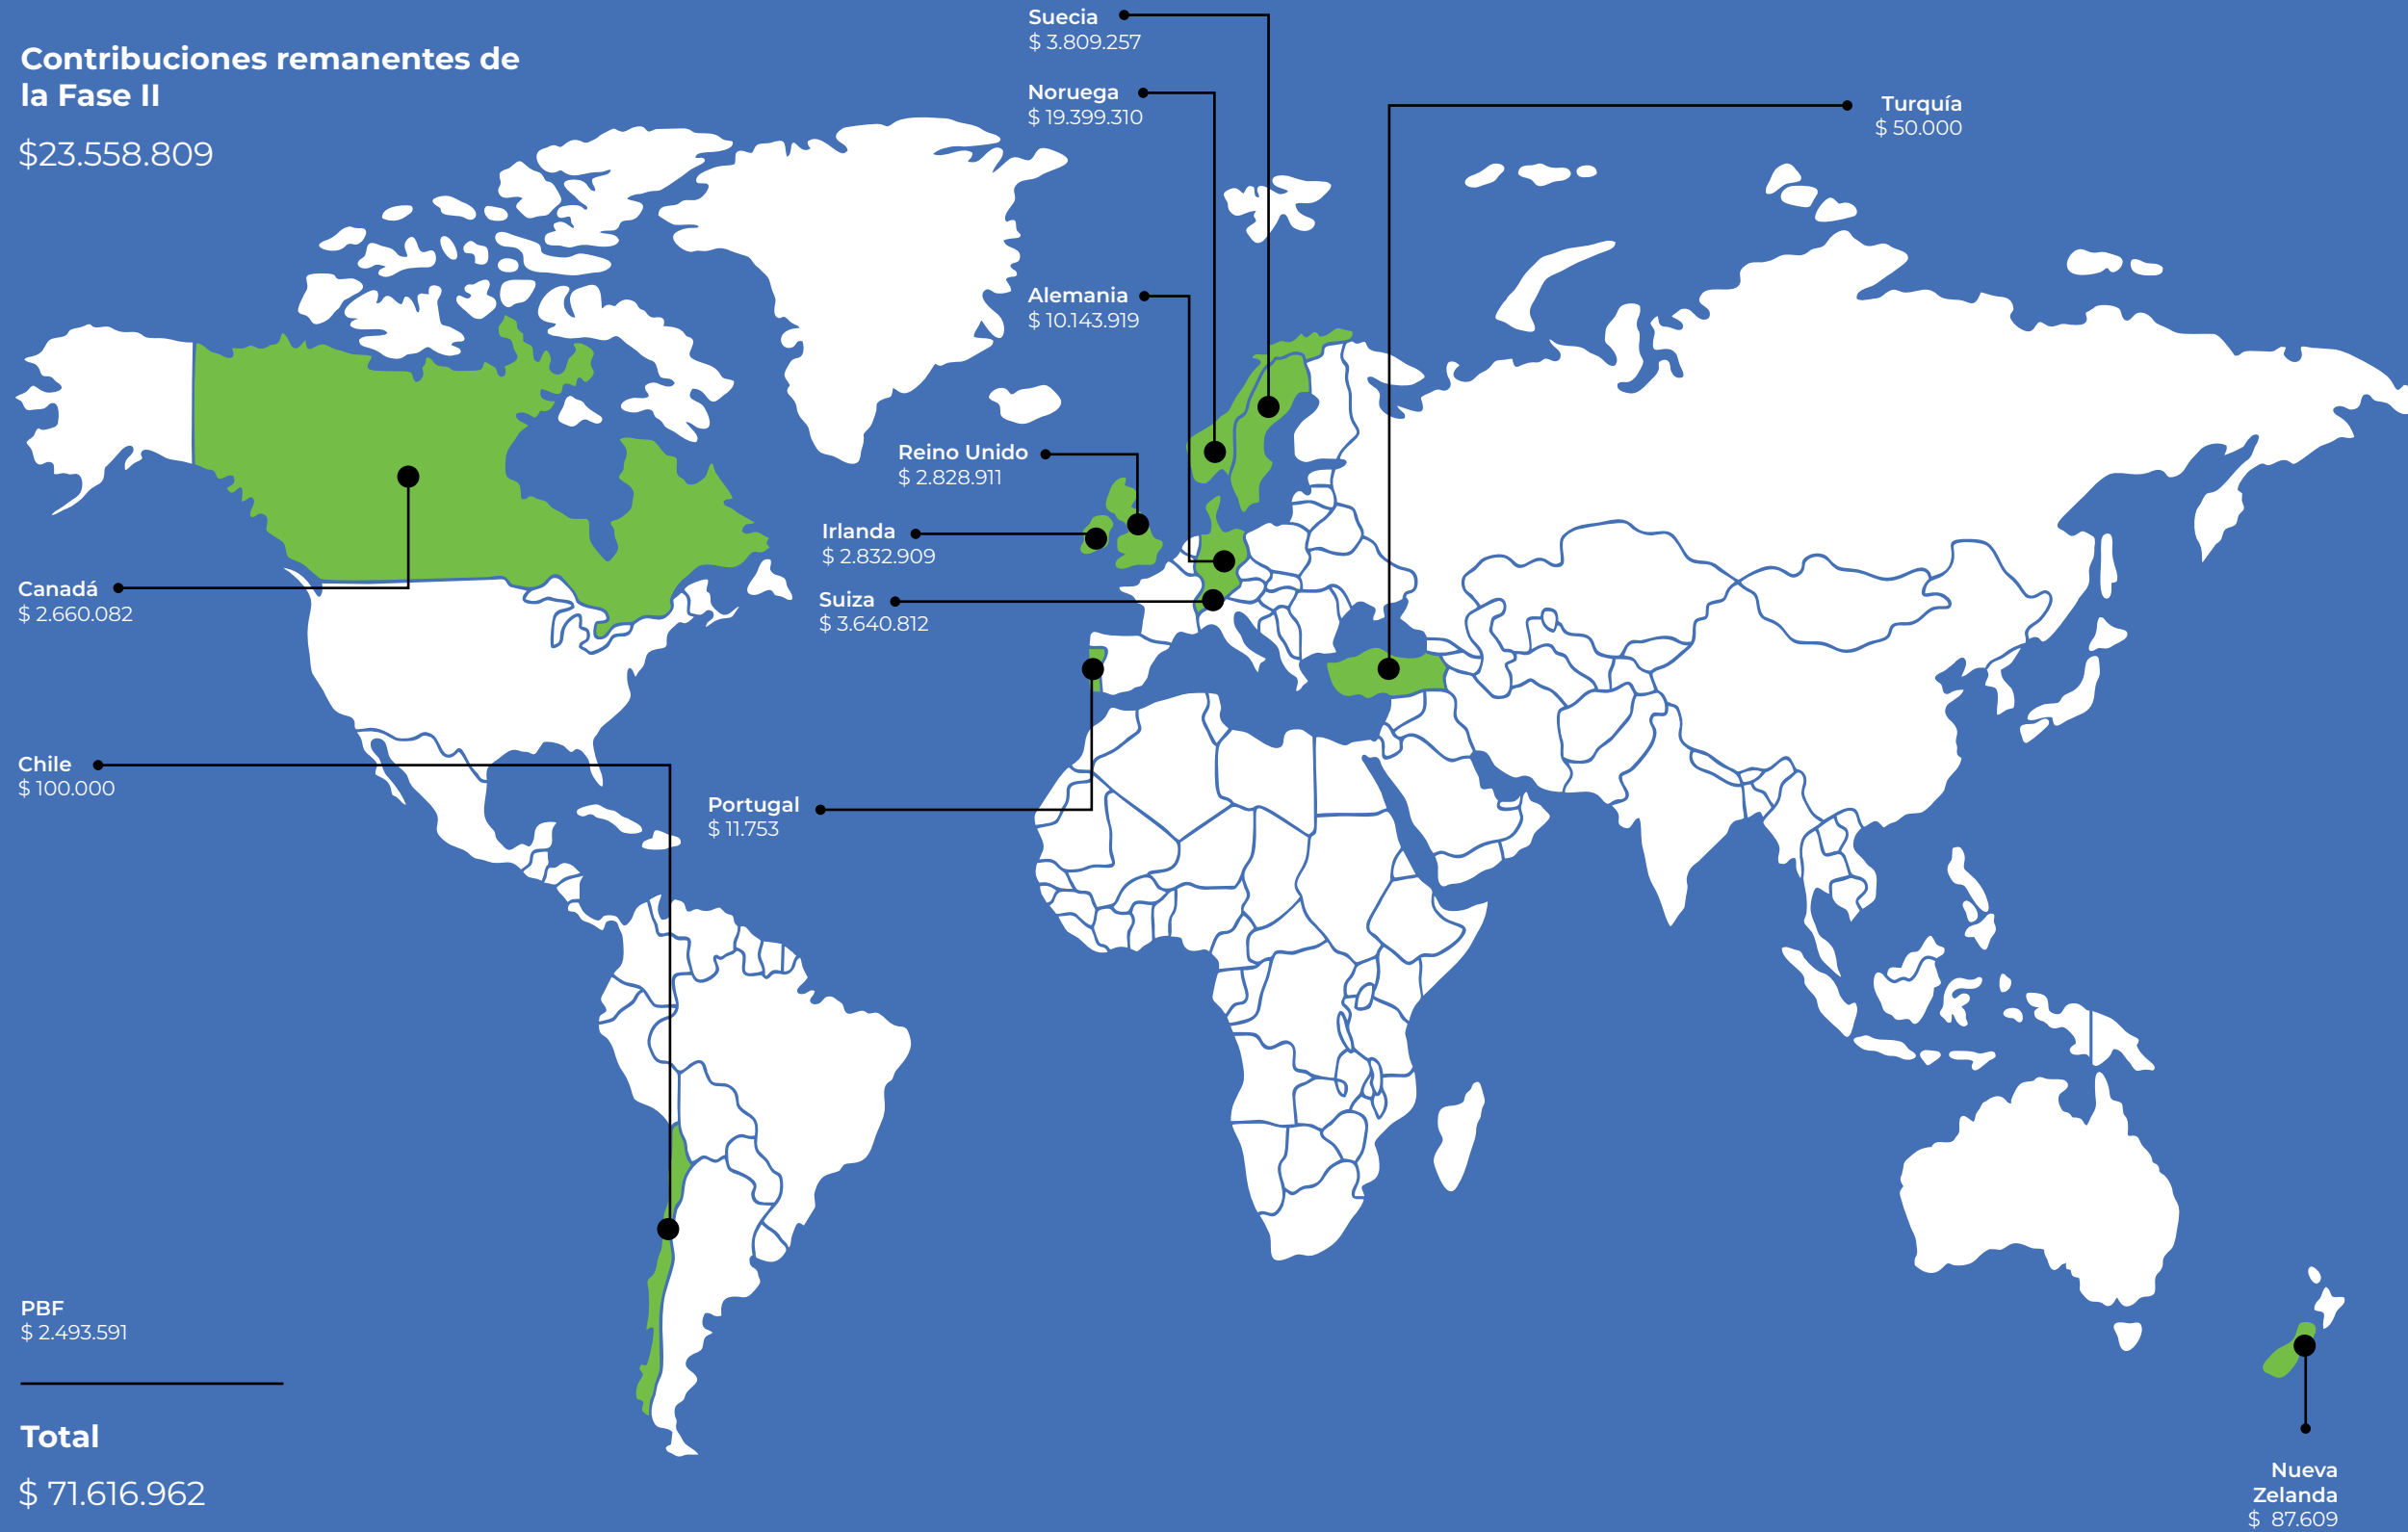 Contribuciones remanentes de
la Fase II
$23.558.809
Suecia
$ 3.809.257
Noruega
$ 19.399.310
Turquía
$ 50.000
Alemania
$ 10.143.919
Reino Unido
$ 2.828.911
Irlanda
$ 2.832.909
Canadá
$ 2.660.082
Suiza
$ 3.640.812
Chile
$ 100.000
Portugal
$ 11.753
PBF
$ 2.493.591
Total
$ 71.616.962
Nueva
Zelanda
$ 87.609